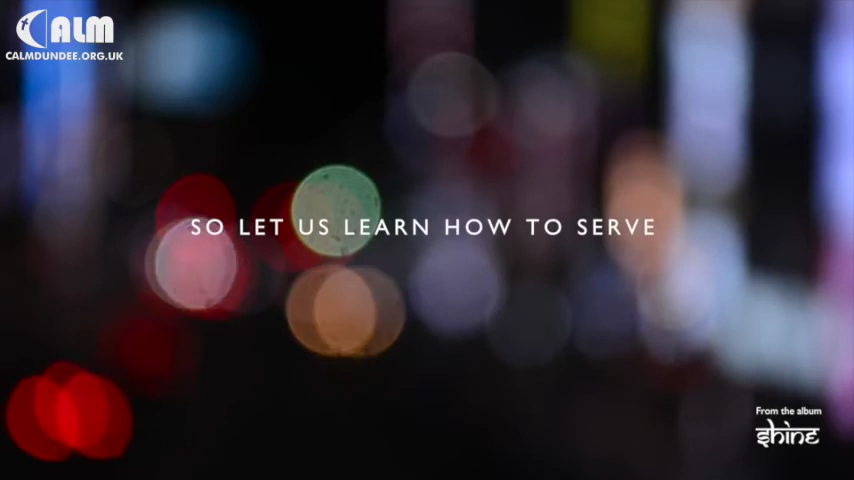 CALM
CALMDUNDEE.ORG.UK
SO LET US LEARN HOW TO SERVE
From the album
shine